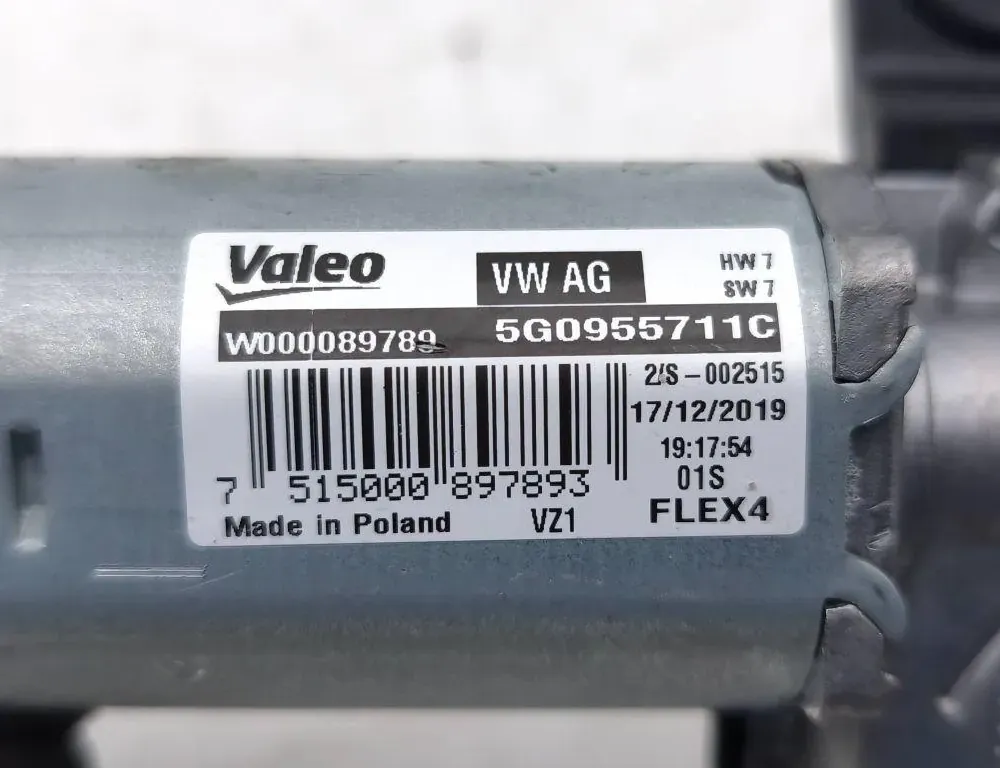 Valeo VW AG HW 7
SW 7
W000089789 5G0955711C
2/S-002515
17/12/2019
19:17:54
7 515000 897893 01S
Made in Poland VZ1 FLEX4